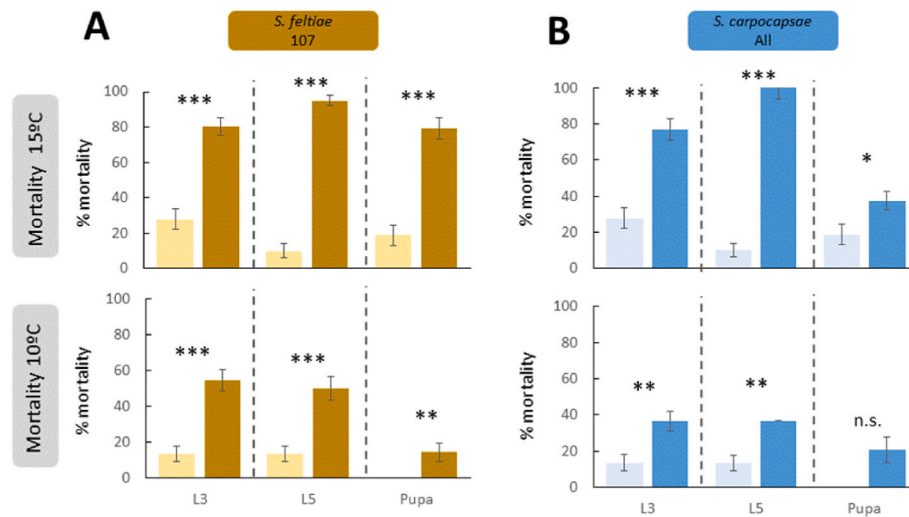 A
S. feltiae
107
B
S. carpocapsae
All
Mortality 15ºC
% mortality
100
80
60
40
20
0
***
***
***
% mortality
100
80
60
40
20
0
***
***
*
Mortality 10ºC
% mortality
100
80
60
40
20
0
***
***
**
L3
L5
Pupa
% mortality
100
80
60
40
20
0
**
**
n.s.
L3
L5
Pupa